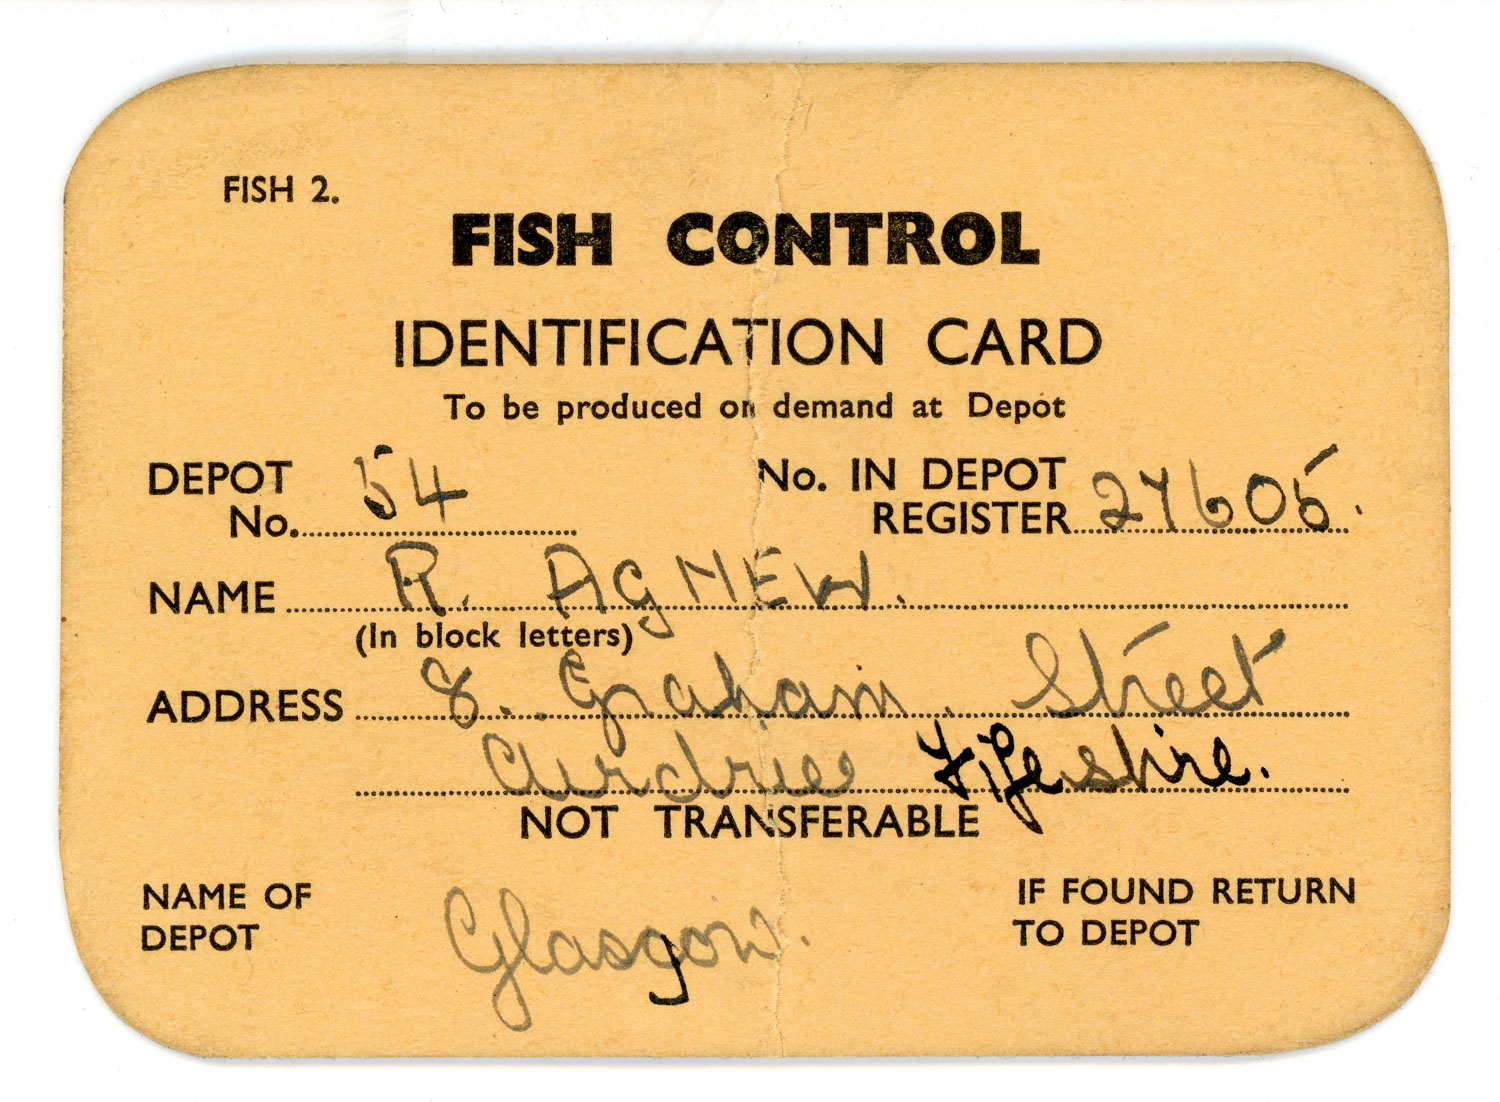 FISH 2.
FISH CONTROL
IDENTIFICATION CARD
To be produced on demand at Depot
DEPOT No. 54
No. IN DEPOT REGISTER 27605.
NAME R. AGNEW.
(In block letters)
ADDRESS 8. Graham. Street
Airdrie Fifeshire.
NOT TRANSFERABLE
NAME OF DEPOT Glasgow.
IF FOUND RETURN TO DEPOT